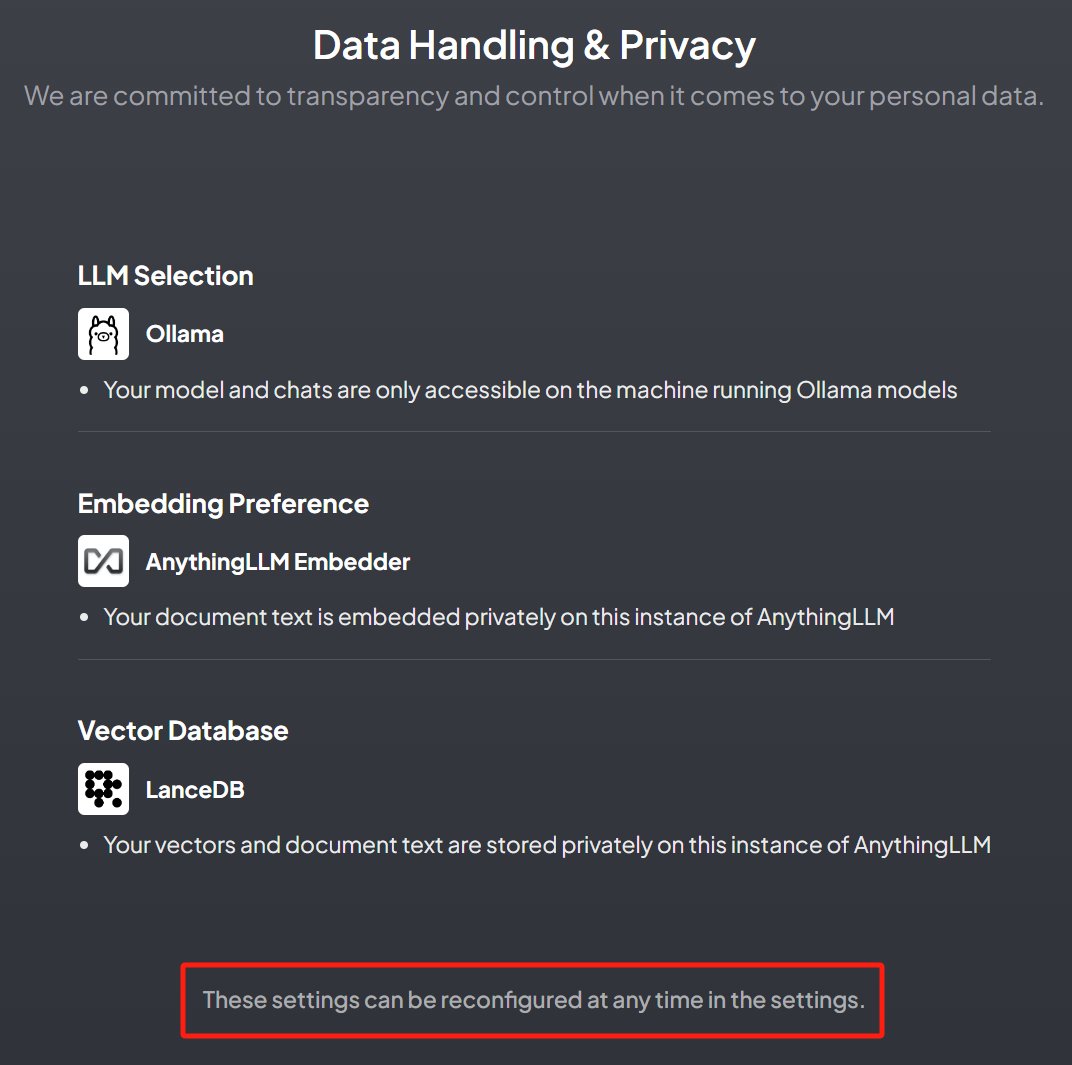 Data Handling & Privacy
We are committed to transparency and control when it comes to your personal data.
LLM Selection
Ollama
• Your model and chats are only accessible on the machine running Ollama models
Embedding Preference
AnythingLLM Embedder
• Your document text is embedded privately on this instance of AnythingLLM
Vector Database
LanceDB
• Your vectors and document text are stored privately on this instance of AnythingLLM
These settings can be reconfigured at any time in the settings.